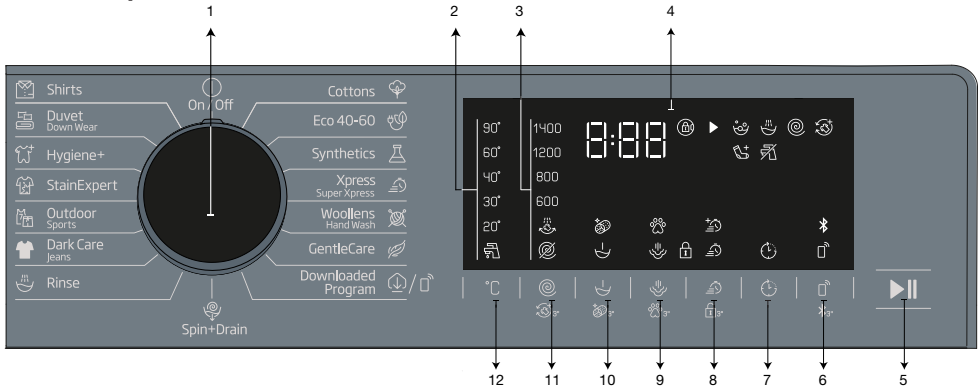 1
2
3
4
On / Off
Shirts
Duvet
Down Wear
Hygiene+
StainExpert
Outdoor
Sports
Dark Care
Jeans
Rinse
Spin+Drain
Cottons
Eco 40-60
Synthetics
Xpress
Super Xpress
Woollens
Hand Wash
GentleCare
Downloaded
Program
90° 1400 8:88
60° 1200
40° 800
30° 600
20°
°C
3" 3" 3" 3" 3"
12 11 10 9 8 7 6 5